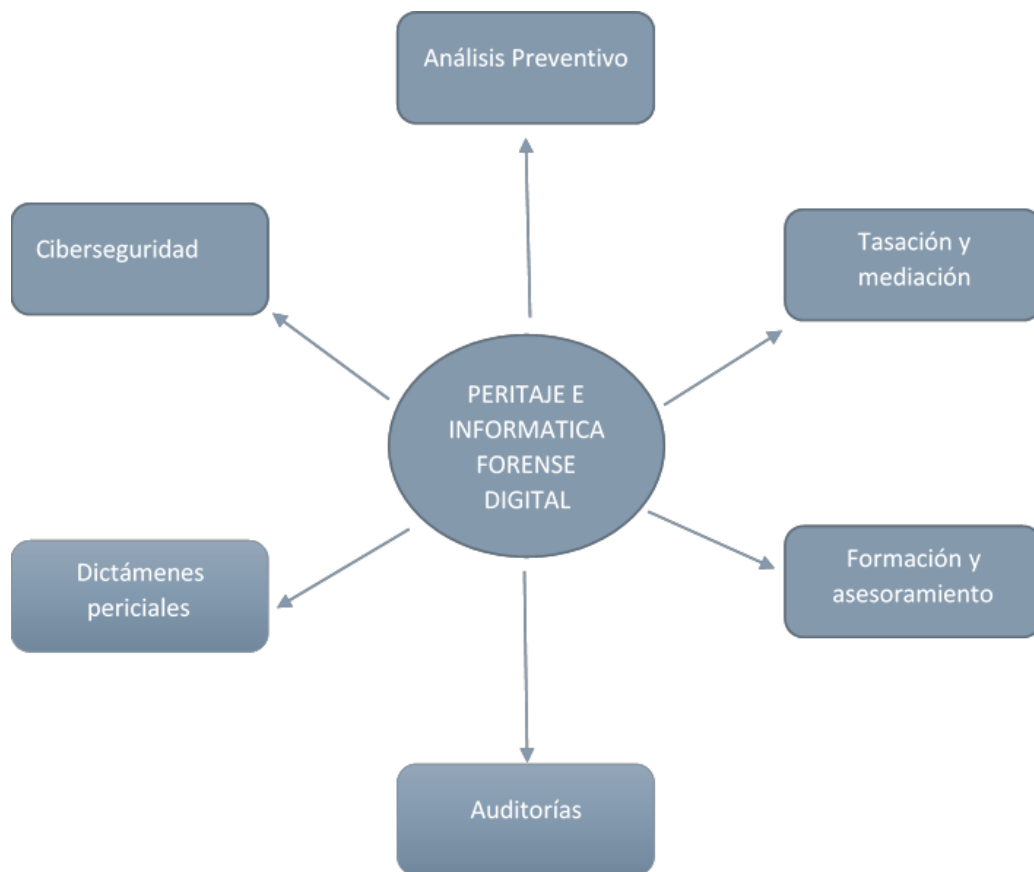 Análisis Preventivo
Ciberseguridad
Tasación y
mediación
PERITAJE E
INFORMATICA
FORENSE
DIGITAL
Dictámenes
periciales
Formación y
asesoramiento
Auditorías